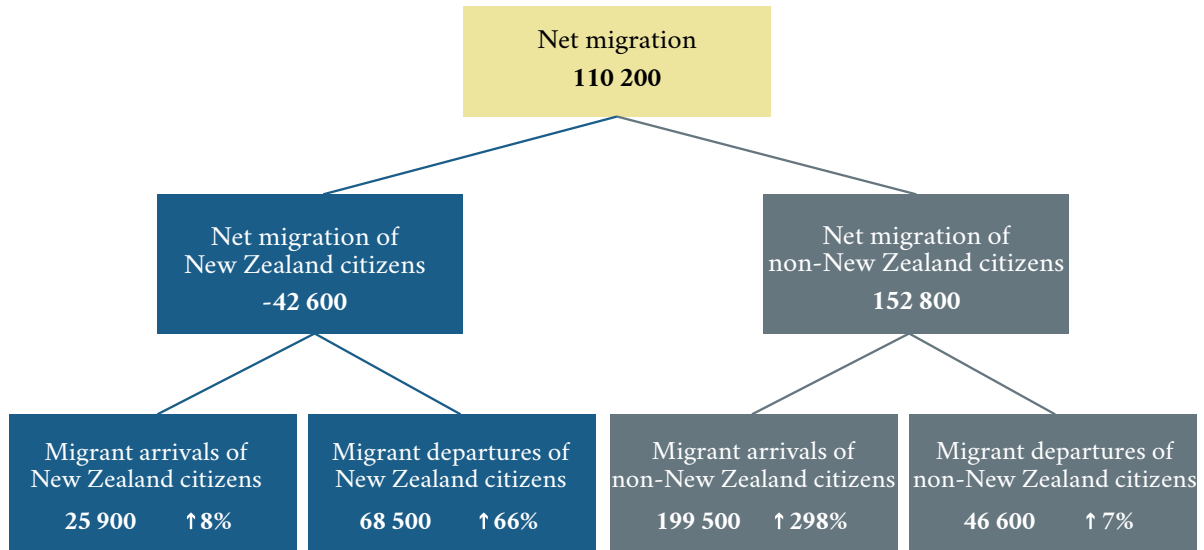 Net migration
110 200
Net migration of
New Zealand citizens
-42 600
Net migration of
non-New Zealand citizens
152 800
Migrant arrivals of
New Zealand citizens
25 900 ↑8%
Migrant departures of
New Zealand citizens
68 500 ↑66%
Migrant arrivals of
non-New Zealand citizens
199 500 ↑298%
Migrant departures of
non-New Zealand citizens
46 600 ↑7%